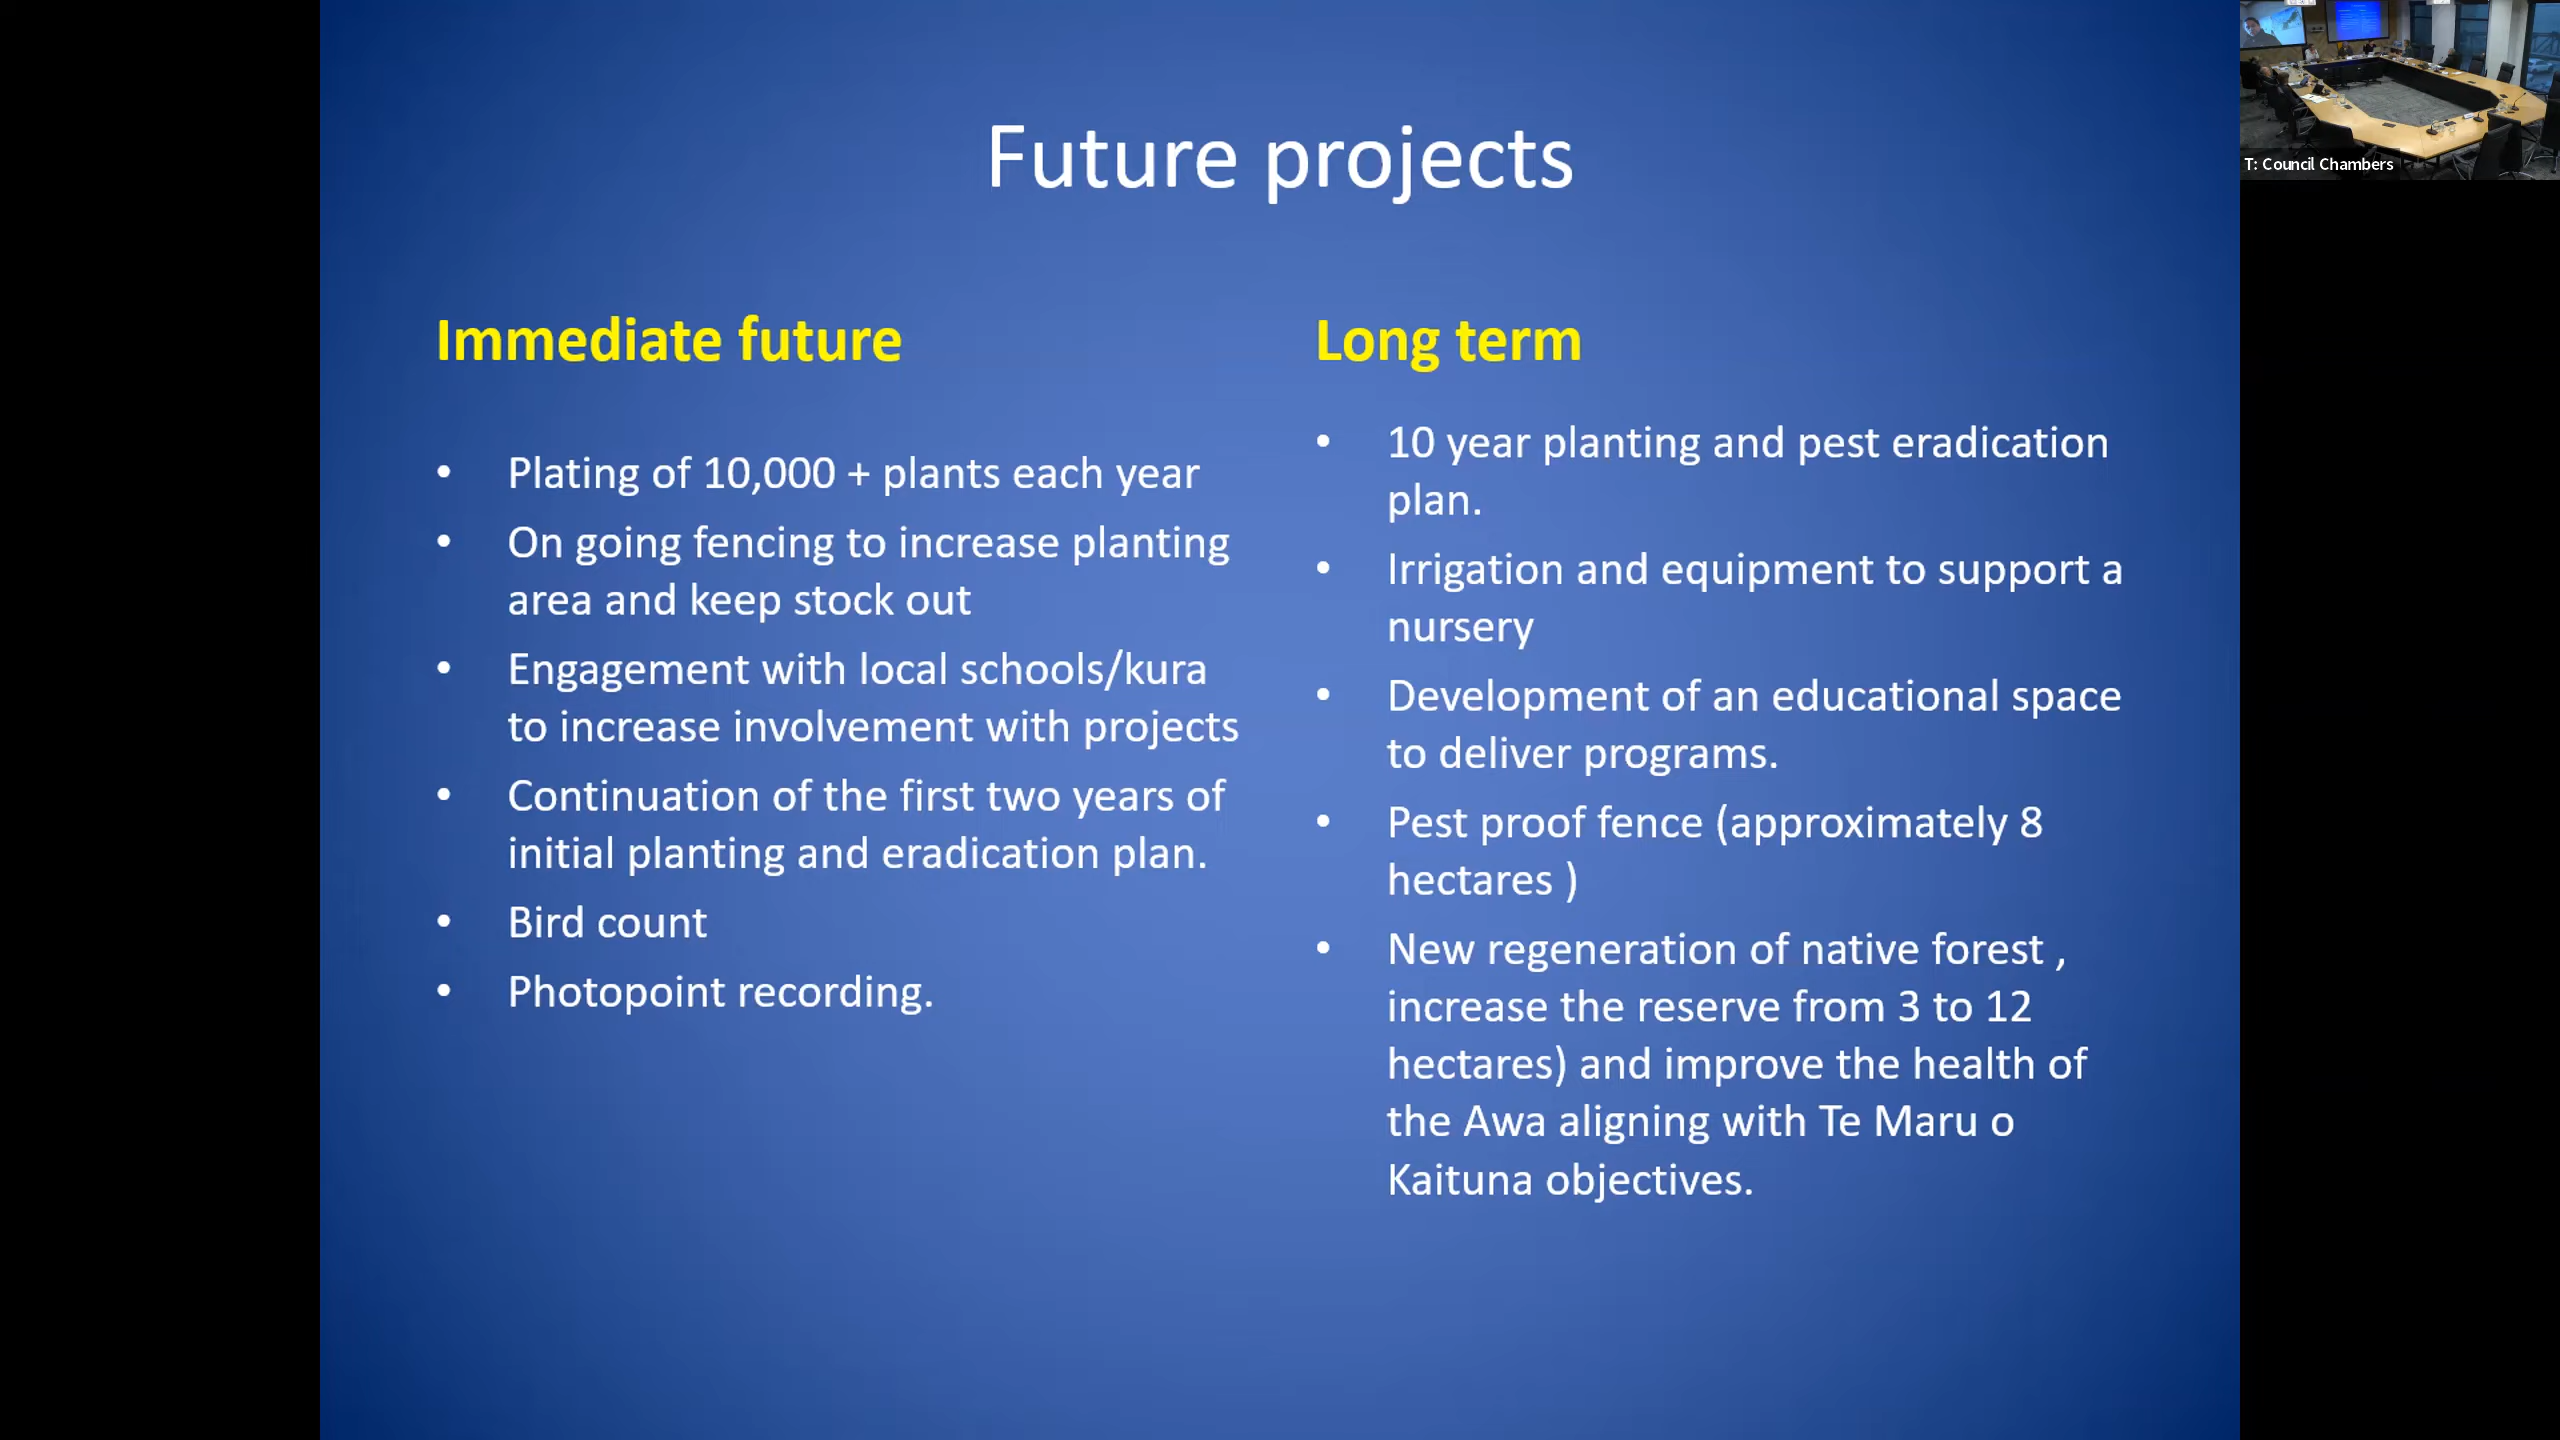 Future projects
Immediate future
• Plating of 10,000 + plants each year
• On going fencing to increase planting
area and keep stock out
• Engagement with local schools/kura
to increase involvement with projects
• Continuation of the first two years of
initial planting and eradication plan.
• Bird count
• Photopoint recording.
Long term
• 10 year planting and pest eradication
plan.
• Irrigation and equipment to support a
nursery
• Development of an educational space
to deliver programs.
• Pest proof fence (approximately 8
hectares )
• New regeneration of native forest ,
increase the reserve from 3 to 12
hectares) and improve the health of
the Awa aligning with Te Maru o
Kaituna objectives.
T: Council Chambers